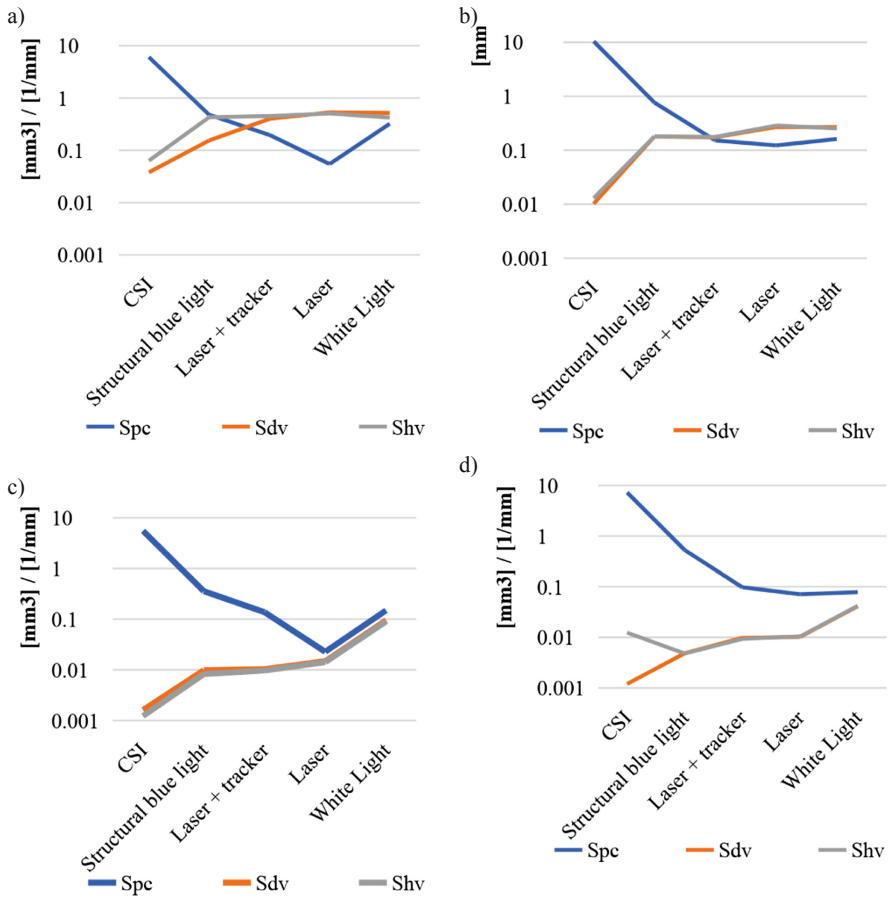 a)
[mm3] / [1/mm]
10
1
0.1
0.01
0.001
CSI
Structural blue light
Laser + tracker
Laser
White Light
Spc
Sdv
Shv
b)
[mm
10
1
0.1
0.01
0.001
CSI
Structural blue light
Laser + tracker
Laser
White Light
Spc
Sdv
Shv
c)
[mm3] / [1/mm]
10
1
0.1
0.01
0.001
CSI
Structural blue light
Laser + tracker
Laser
White Light
Spc
Sdv
Shv
d)
[mm3] / [1/mm]
10
1
0.1
0.01
0.001
CSI
Structural blue light
Laser + tracker
Laser
White Light
Spc
Sdv
Shv